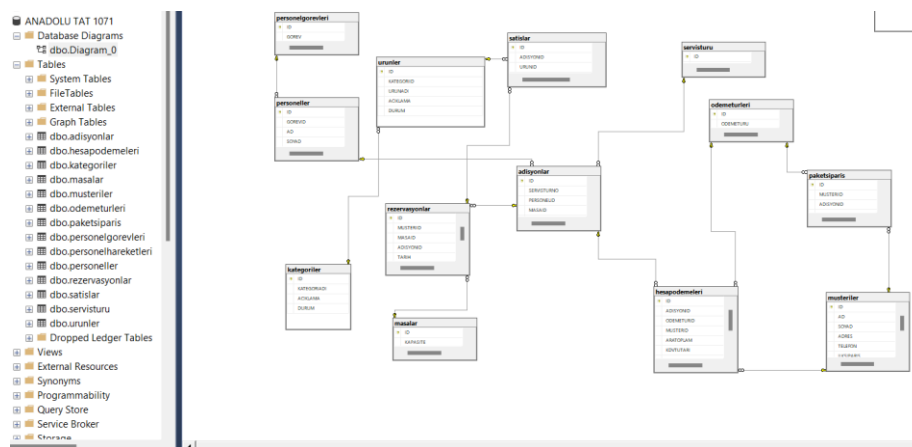 ANADOLU TAT 1071
Database Diagrams
dbo.Diagram_0
Tables
System Tables
FileTables
External Tables
Graph Tables
dbo.adisyonlar
dbo.hesapodemeleri
dbo.kategoriler
dbo.masalar
dbo.musteriler
dbo.odemeturleri
dbo.paketsiparis
dbo.personelgorevleri
dbo.personelhareketleri
dbo.personeller
dbo.rezervasyonlar
dbo.satislar
dbo.servisturu
dbo.urunler
Dropped Ledger Tables
Views
External Resources
Synonyms
Programmability
Query Store
Service Broker
Storage
personelgorevleri
ID
GOREV
personeller
ID
GOREVID
AD
SOYAD
urunler
ID
KATEGORIID
URUNADI
ACIKLAMA
DURUM
satislar
ID
ADISYONID
URUNID
servisturu
ID
odemeturleri
ID
ODEMETURU
adisyonlar
ID
SERVISTURNO
PERSONELID
MASAID
paketsiparis
ID
MUSTERIID
ADISYONID
rezervasyonlar
ID
MUSTERIID
MASAID
ADISYONID
TARIH
kategoriler
ID
KATEGORIADI
ACIKLAMA
DURUM
masalar
ID
KAPASITE
hesapodemeleri
ID
ADISYONID
ODEMETURID
MUSTERIID
ARATOPLAM
KDVTUTARI
musteriler
ID
AD
SOYAD
ADRES
TELEFON